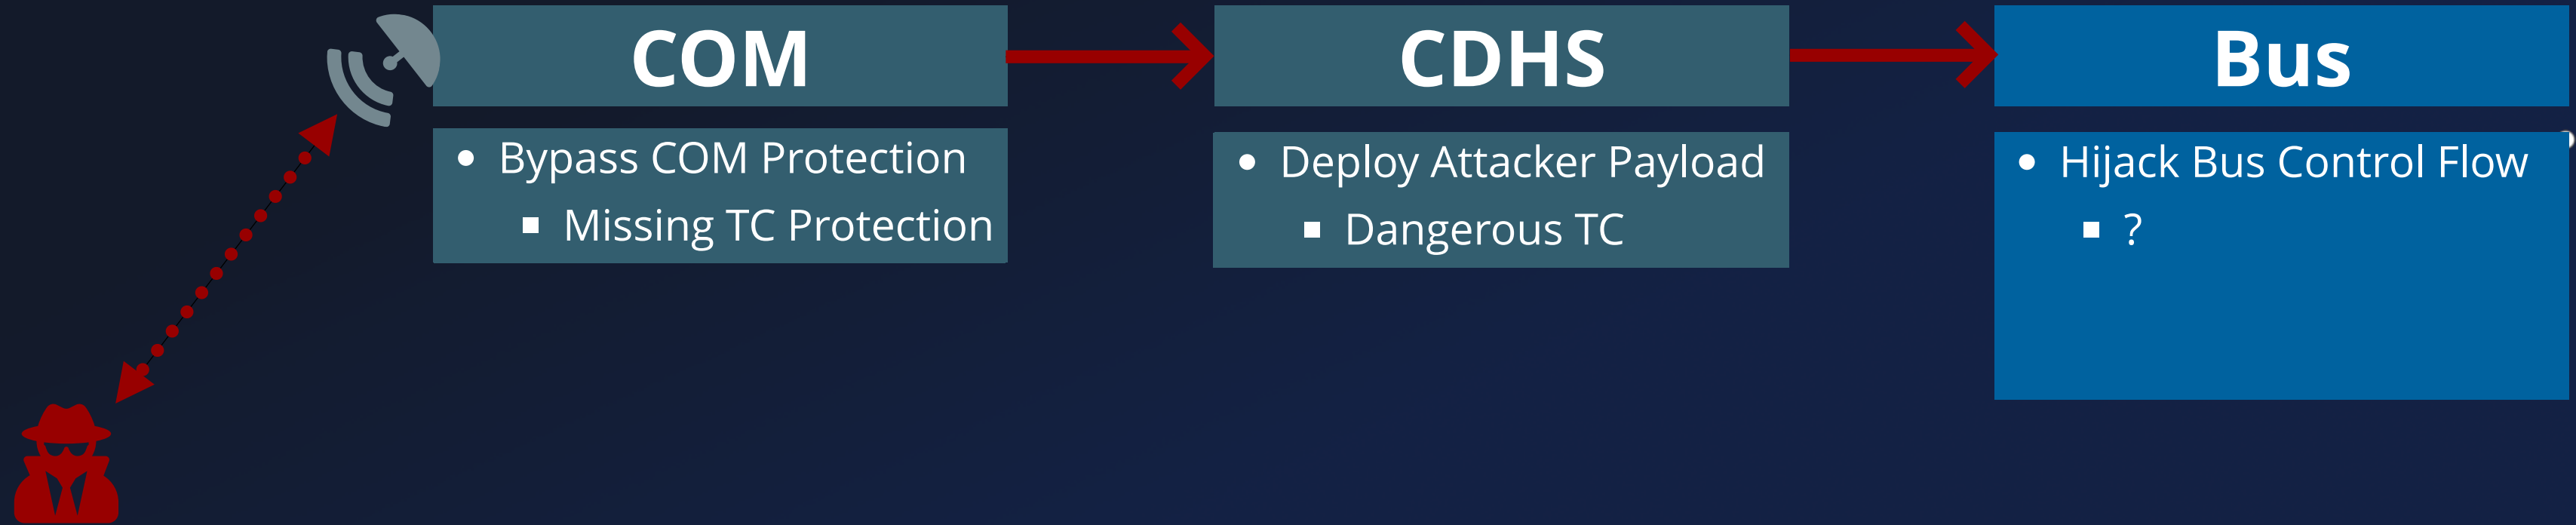 COM
• Bypass COM Protection
▪ Missing TC Protection
CDHS
• Deploy Attacker Payload
▪ Dangerous TC
Bus
• Hijack Bus Control Flow
▪ ?